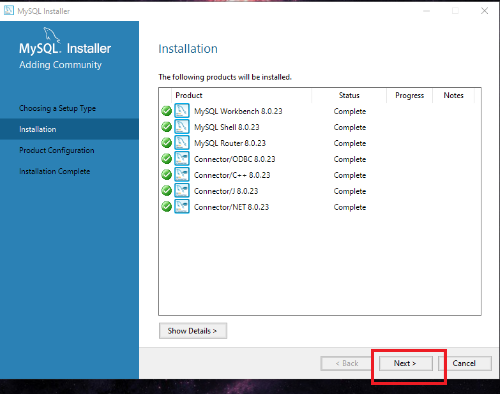 MySQL Installer
MySQL. Installer
Adding Community
Choosing a Setup Type
Installation
Product Configuration
Installation Complete
Installation
The following products will be installed.
Product Status Progress Notes
MySQL Workbench 8.0.23 Complete
MySQL Shell 8.0.23 Complete
MySQL Router 8.0.23 Complete
Connector/ODBC 8.0.23 Complete
Connector/C++ 8.0.23 Complete
Connector/J 8.0.23 Complete
Connector/NET 8.0.23 Complete
Show Details >
< Back Next > Cancel